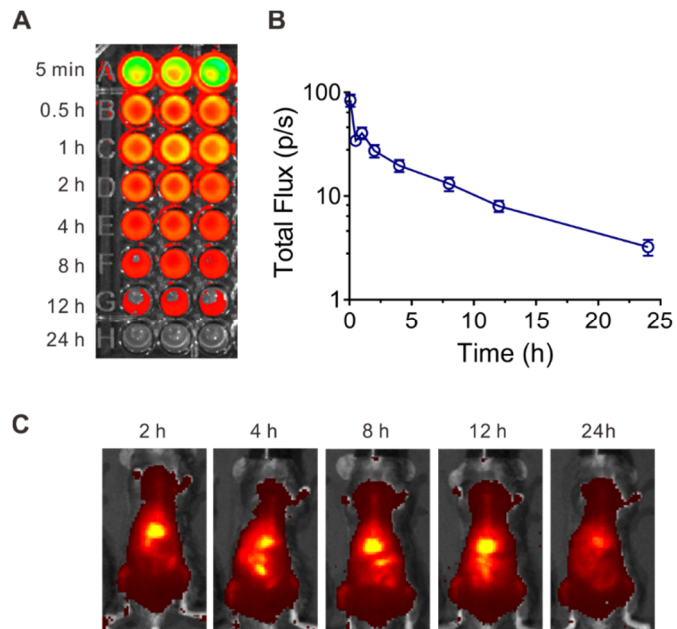 A
5 min
A
0.5 h
B
1 h
C
2 h
D
4 h
E
8 h
F
12 h
G
24 h
H
B
Total Flux (p/s)
100
10
1
0
5
10
15
20
25
Time (h)
C
2 h
4 h
8 h
12 h
24h